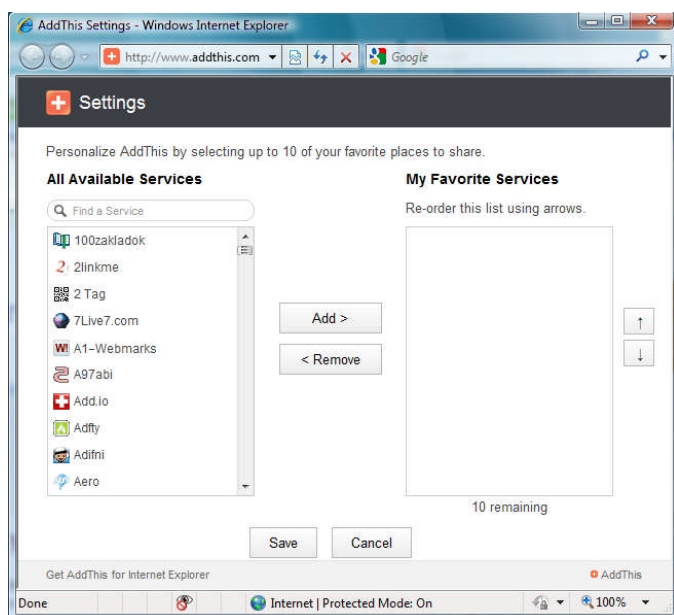 AddThis Settings - Windows Internet Explorer
http://www.addthis.com
Google
Settings
Personalize AddThis by selecting up to 10 of your favorite places to share.
All Available Services
My Favorite Services
Find a Service
Re-order this list using arrows.
100zakladok
2linkme
2 Tag
7Live7.com
A1-Webmarks
A97abi
Add.io
Adfty
Adifni
Aero
Add >
< Remove
↑
↓
10 remaining
Save Cancel
Get AddThis for Internet Explorer
AddThis
Done
Internet | Protected Mode: On
100%